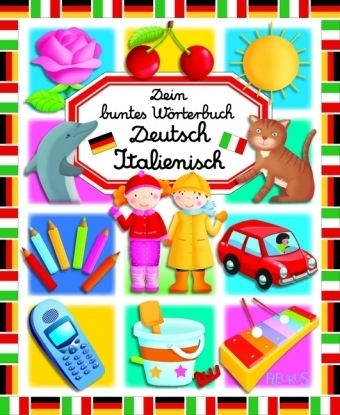 Dein
buntes Wörterbuch
Deutsch
Italienisch
FLEURUS